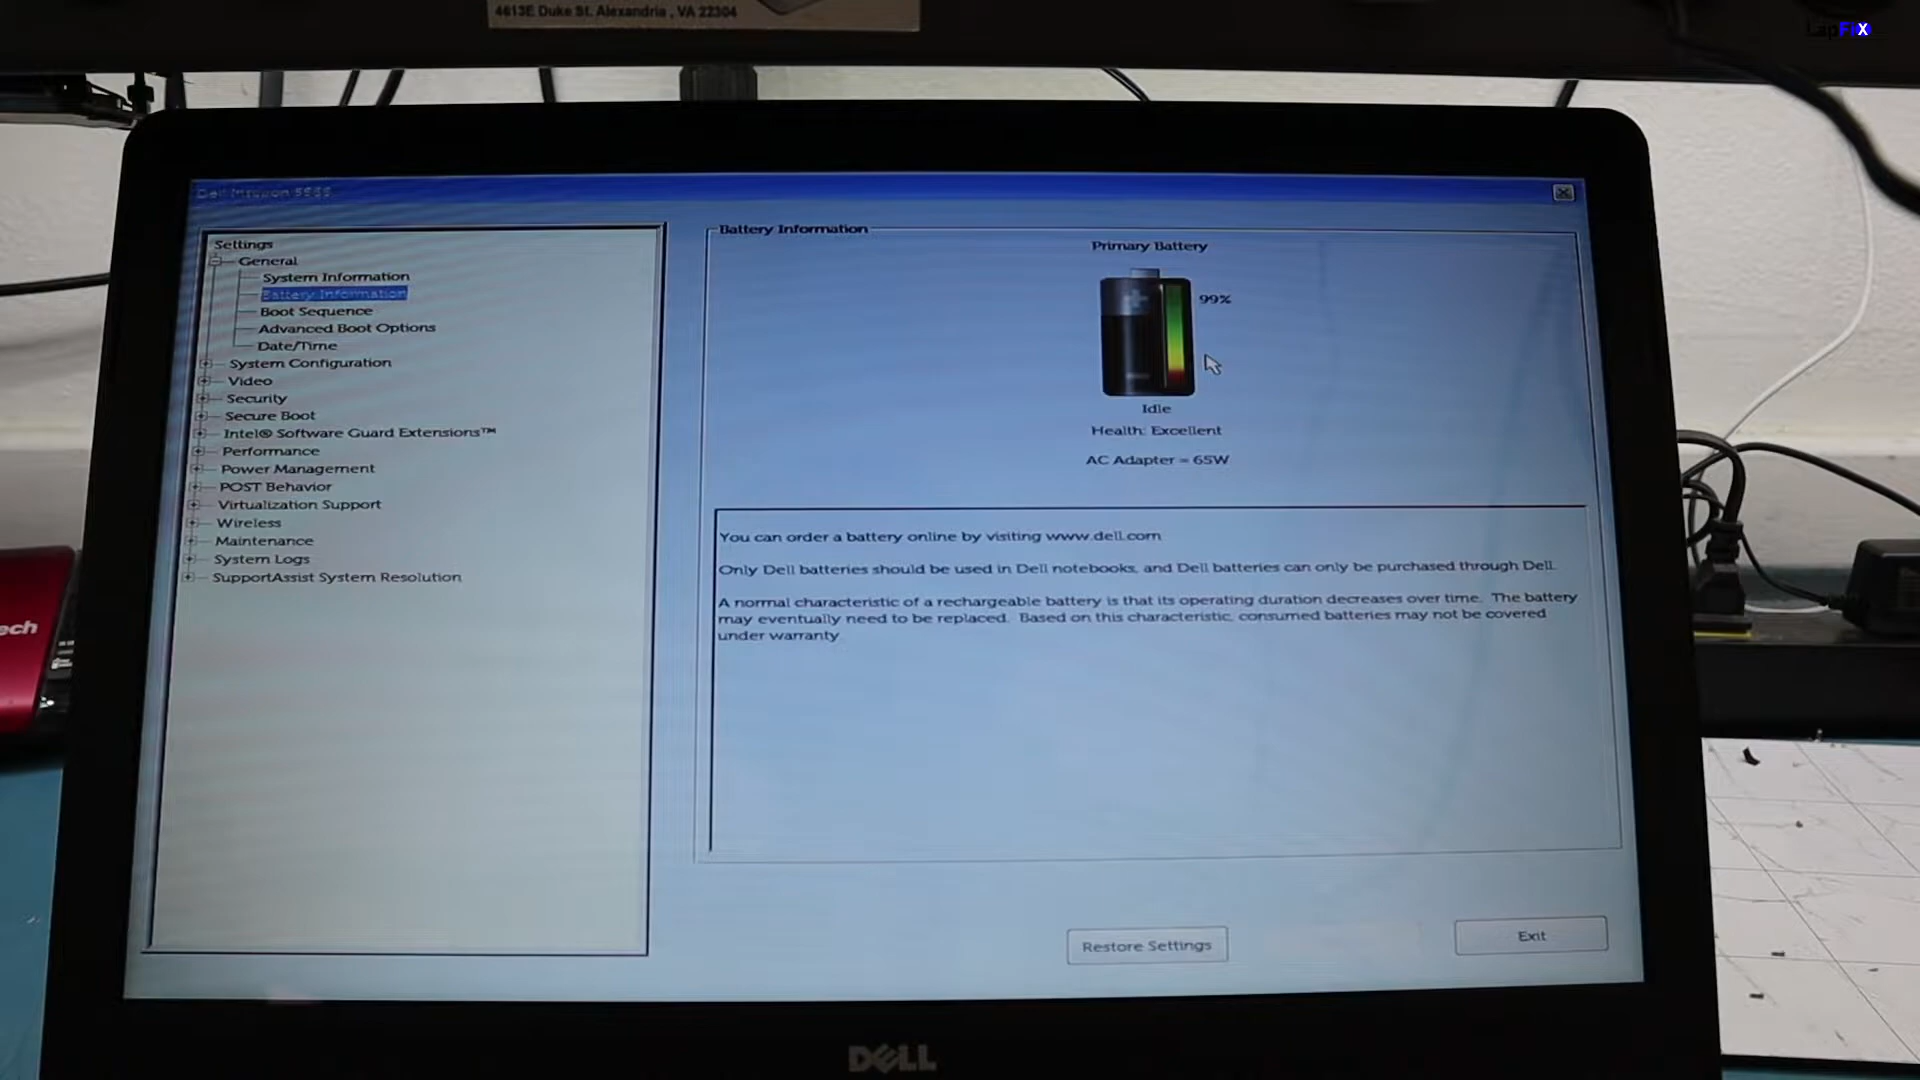 4613E Duke St. Alexandria , VA 22304
LapFix
Settings
General
System Information
Battery Information
Boot Sequence
Advanced Boot Options
Date/Time
System Configuration
Video
Security
Secure Boot
Intel® Software Guard Extensions™
Performance
Power Management
POST Behavior
Virtualization Support
Wireless
Maintenance
System Logs
SupportAssist System Resolution
Battery Information
Primary Battery
99%
Idle
Health: Excellent
AC Adapter = 65W
You can order a battery online by visiting www.dell.com
Only Dell batteries should be used in Dell notebooks, and Dell batteries can only be purchased through Dell.
A normal characteristic of a rechargeable battery is that its operating duration decreases over time. The battery
may eventually need to be replaced. Based on this characteristic, consumed batteries may not be covered
under warranty.
Restore Settings
Exit
ech
DELL